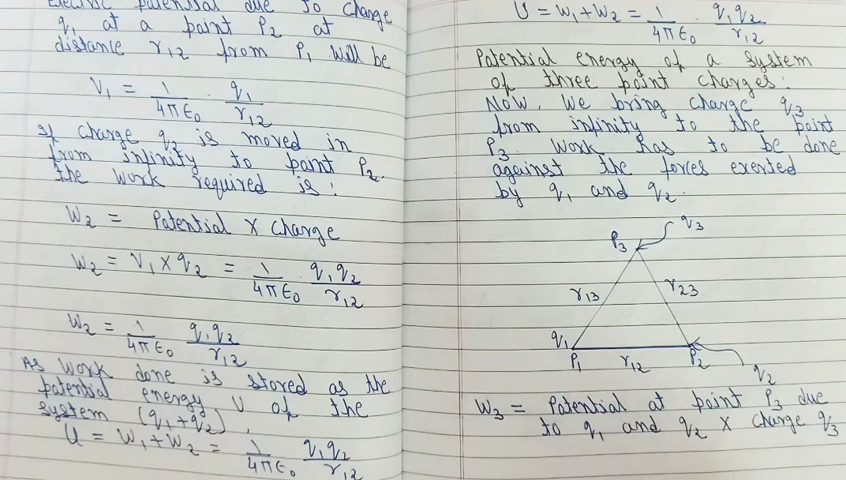 Electric potential due to charge
q₁ at a point P₂ at
distance r₁₂ from P₁ will be
V₁ = 1/4πε₀ · q₁/r₁₂
If charge q₂ is moved in
from infinity to point P₂.
the work required is :
W₂ = Potential × Charge
W₂ = V₁ × q₂ = 1/4πε₀ · q₁q₂/r₁₂
W₂ = 1/4πε₀ q₁q₂/r₁₂
As work done is stored as the
potential energy U of the
system (q₁+q₂),
U = W₁ + W₂ = 1/4πε₀ q₁q₂/r₁₂
U = W₁ + W₂ = 1/4πε₀ · q₁q₂/r₁₂
Potential energy of a system
of three point charges :
Now, we bring charge q₃
from infinity to the point
P₃. Work has to be done
against the forces exerted
by q₁ and q₂.
P₃ q₃
r₁₃ r₂₃
q₁
P₁ r₁₂ P₂
q₂
W₃ = Potential at point P₃ due
to q₁ and q₂ × charge q₃